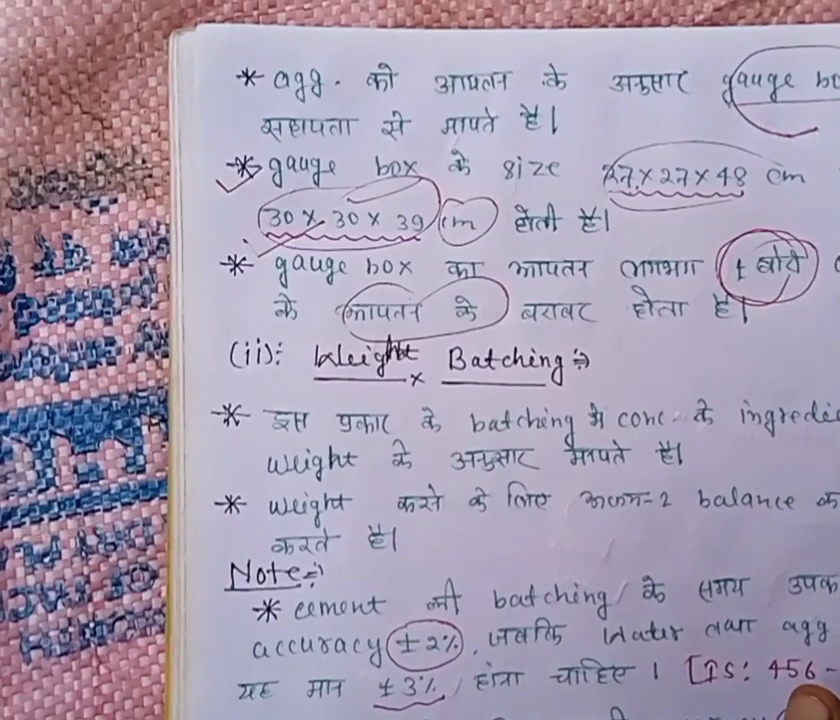 * agg. को आयतन के अनुसार gauge bo
सहायता से मापते है।
* gauge box के size 27×27×48 cm
30×30×39 cm होती है।
* gauge box का आयतन लगभग 1 बोरी
के आयतन के बराबर होता है।
(ii): Weight Batching :⇒
* इस प्रकार के batching में conc. के ingredie
weight के अनुसार मापते है।
* weight करने के लिए अलग-2 balance
करते है।
Note :⇒
* cement की batching के समय उपक
accuracy ±2%, जबकि Water तथा agg
यह मान ±3% होना चाहिए । [IS: 456-